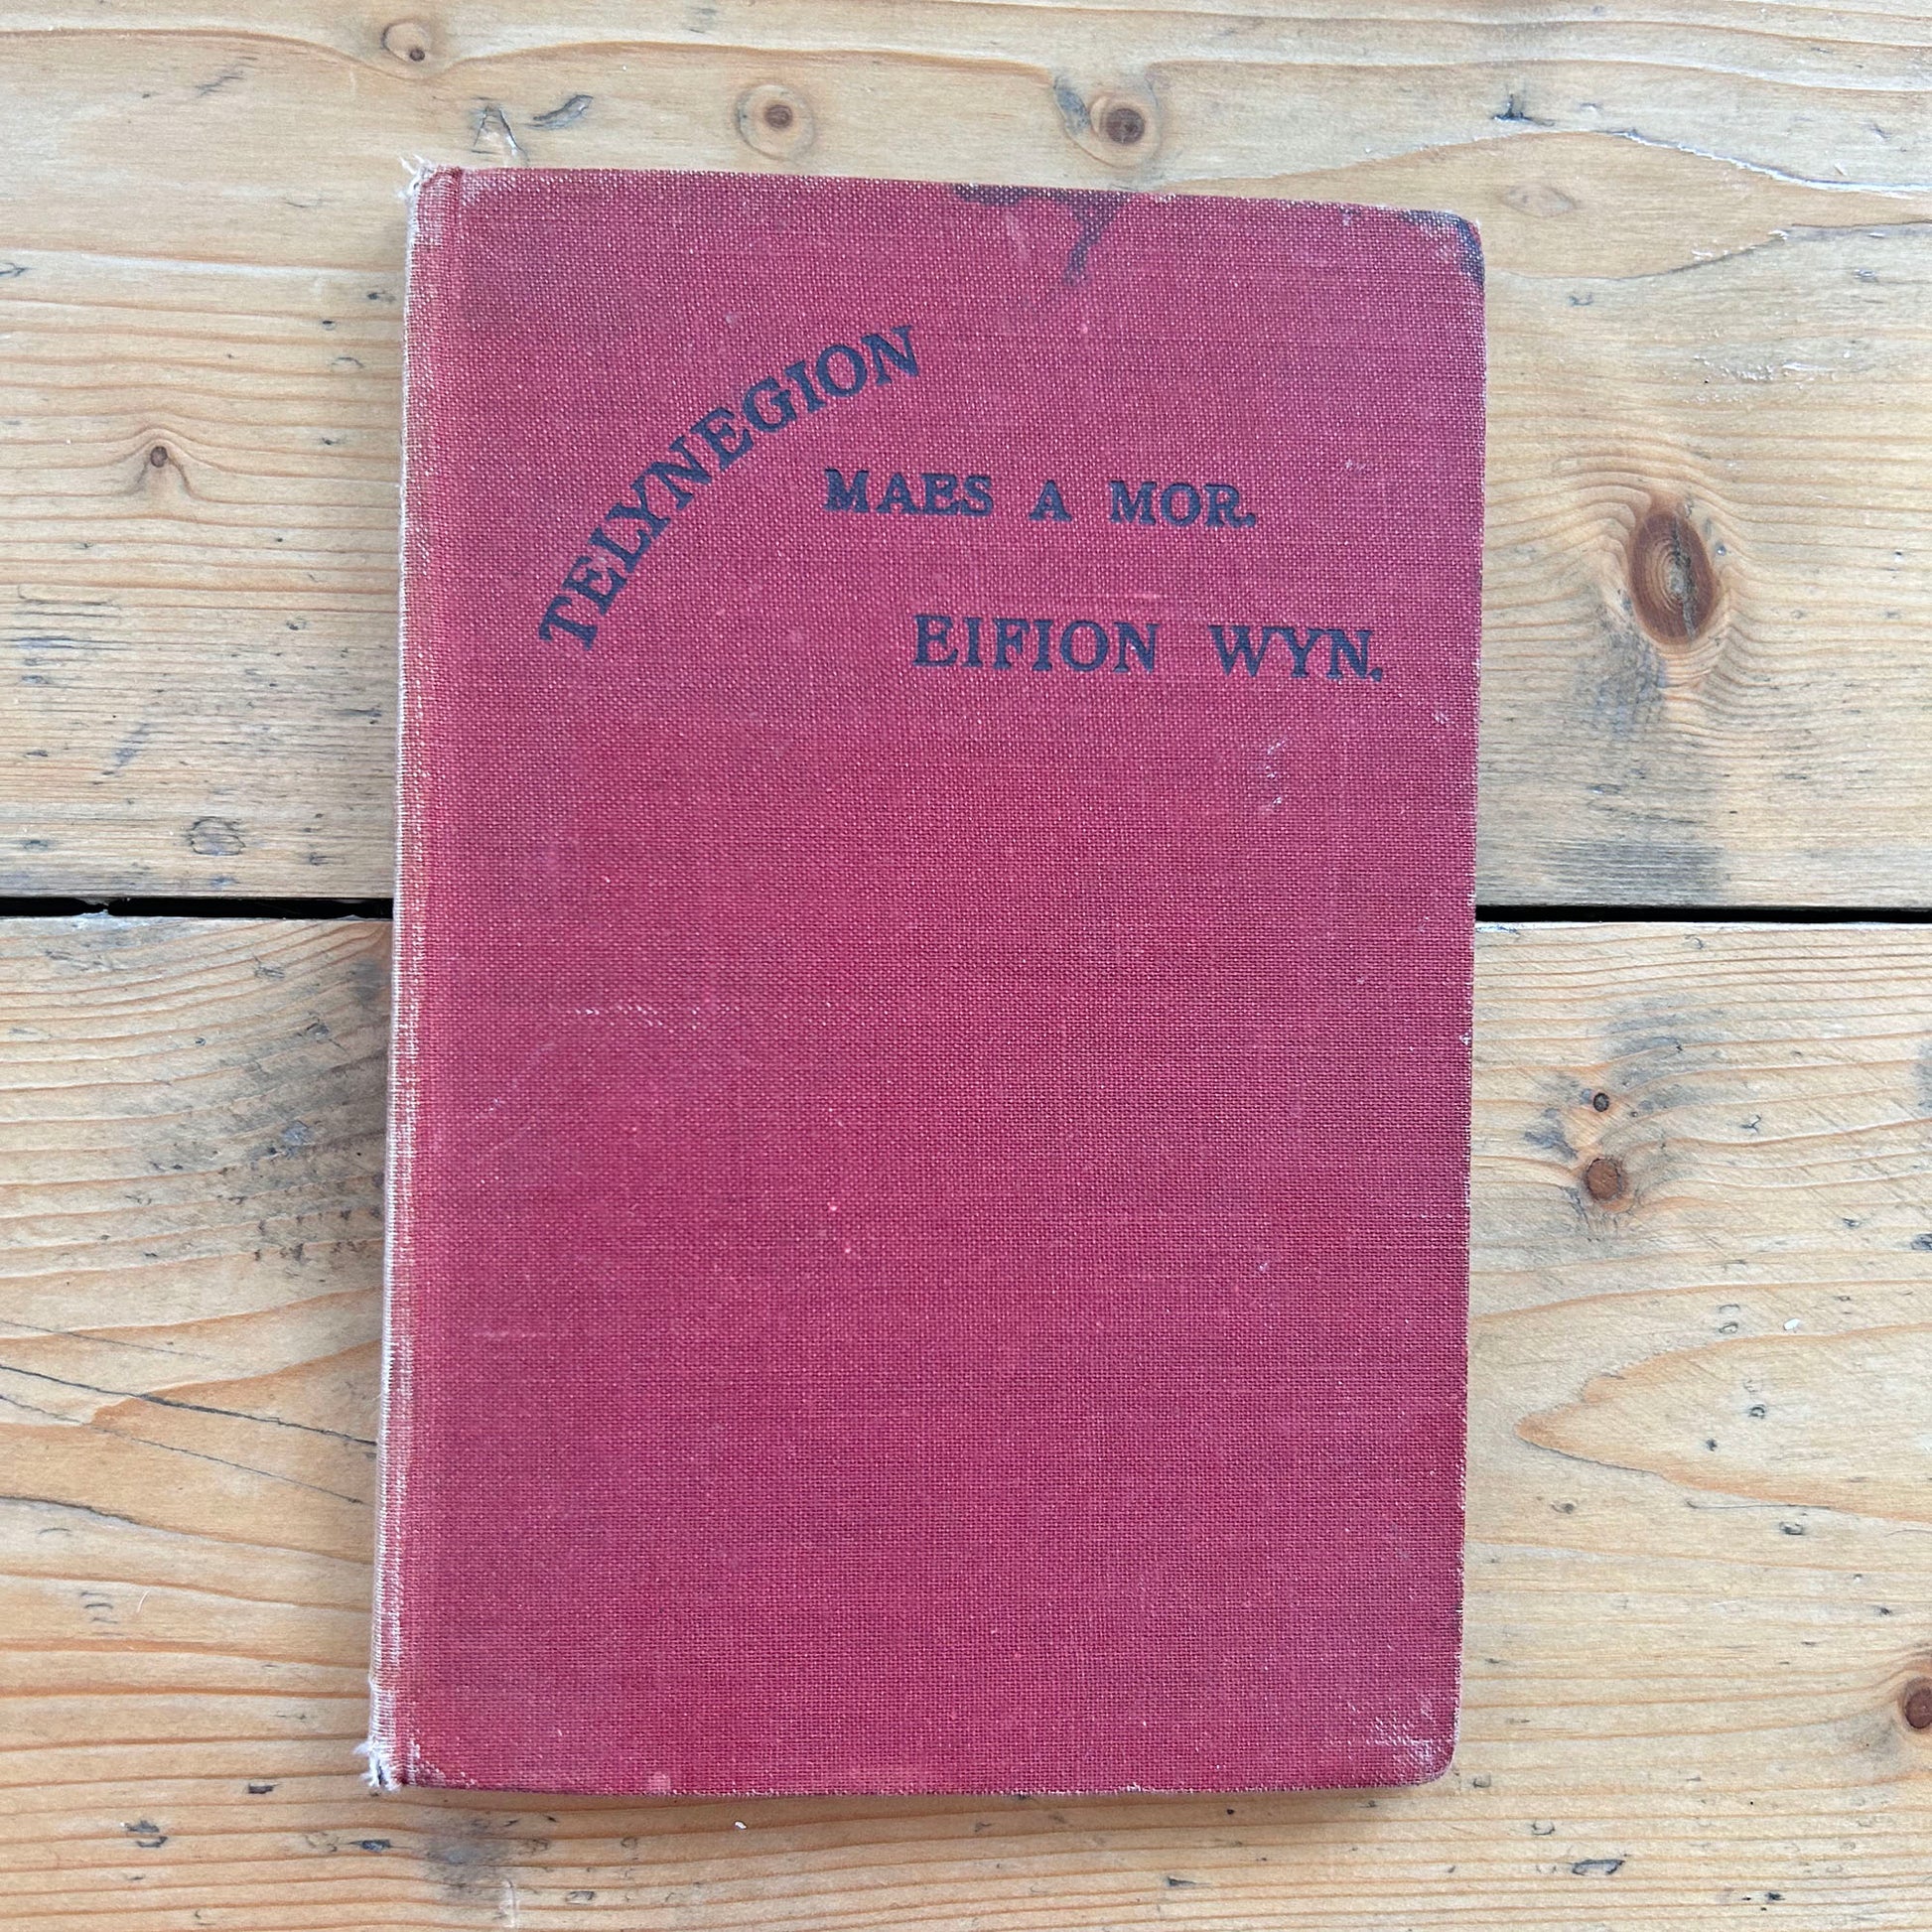 TELYNEGION
MAES A MOR.
EIFION WYN.